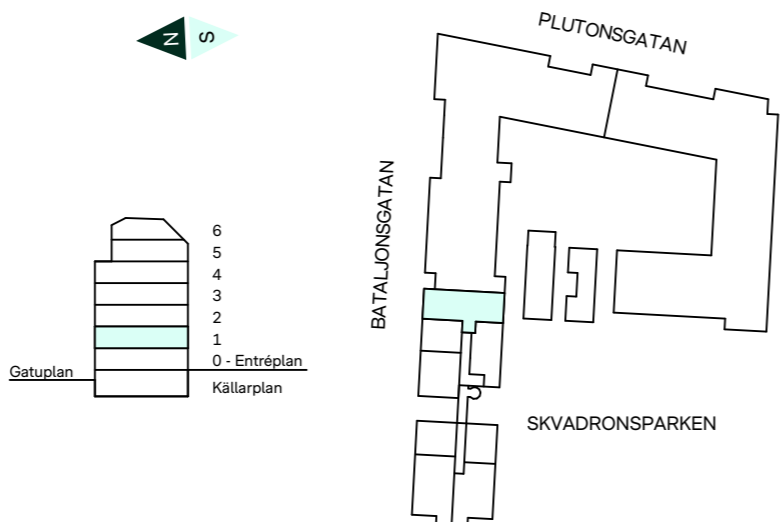 N S
PLUTONSGATAN
BATALJONSGATAN
6
5
4
3
2
1
0 - Entréplan
Gatuplan
Källarplan
SKVADRONSPARKEN